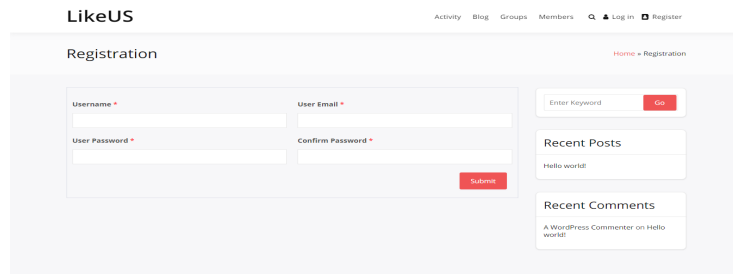 LikeUS
Activity Blog Groups Members Log in Register
Registration
Home » Registration
Username *
User Email *
User Password *
Confirm Password *
Submit
Enter Keyword
Go
Recent Posts
Hello world!
Recent Comments
A WordPress Commenter on Hello
world!